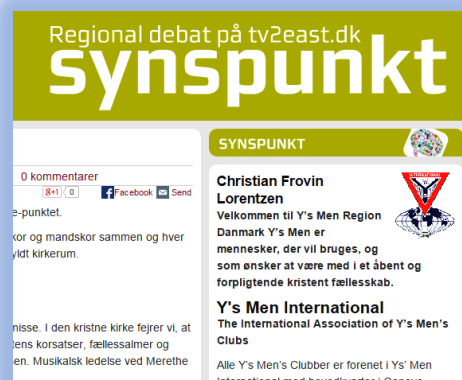 Regional debat på tv2east.dk
synspunkt
0 kommentarer
g+1 0 Facebook Send
e-punktet.
kor og mandskor sammen og hver
yldt kirkerum.
misse. I den kristne kirke fejrer vi, at
tens korsatser, fællessalmer og
sen. Musikalsk ledelse ved Merethe
SYNSPUNKT
Christian Frovin
Lorentzen
Velkommen til Y's Men Region
Danmark Y's Men er
mennesker, der vil bruges, og
som ønsker at være med i et åbent og
forpligtende kristent fællesskab.
Y's Men International
The International Association of Y's Men's
Clubs
Alle Y's Men's Clubber er forenet i Ys' Men